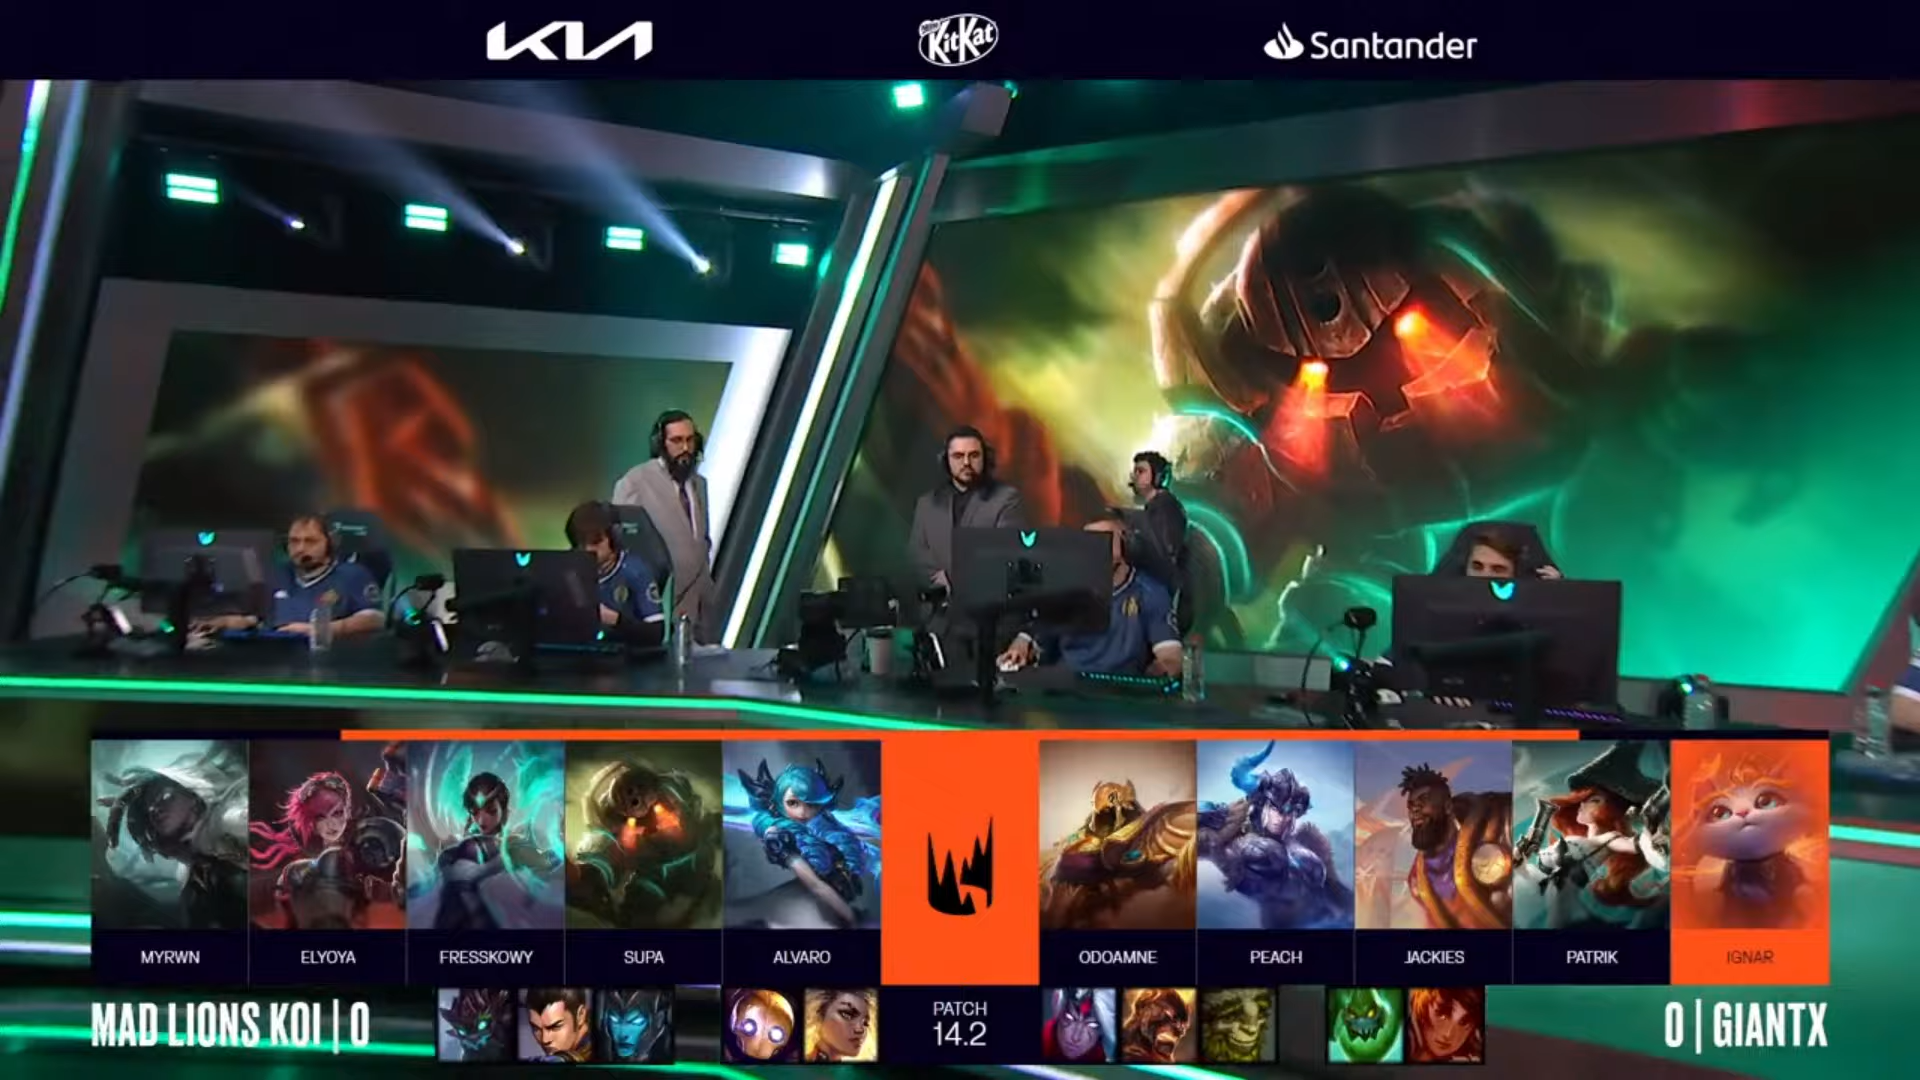 KIA
KitKat
Santander
MYRWN
ELYOYA
FRESSKOWY
SUPA
ALVARO
ODOAMNE
PEACH
JACKIES
PATRIK
IGNAR
MAD LIONS KOI | 0
PATCH
14.2
0 | GIANTX